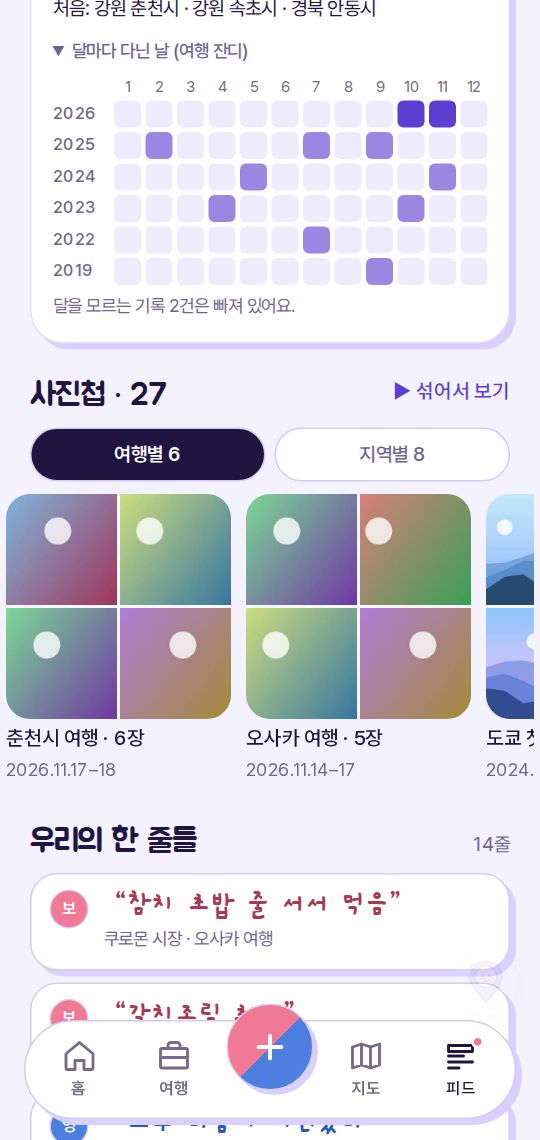 처음: 강원 춘천시 · 강원 속초시 · 경북 안동시
▼ 달마다 다닌 날 (여행 잔디)
1 2 3 4 5 6 7 8 9 10 11 12
2026
2025
2024
2023
2022
2019
달을 모르는 기록 2건은 빠져 있어요.
사진첩 · 27
▶ 섞어서 보기
여행별 6
지역별 8
춘천시 여행 · 6장
2026.11.17–18
오사카 여행 · 5장
2026.11.14–17
도쿄
2024.
우리의 한 줄들
14줄
보
“참치 초밥 줄 서서 먹음”
쿠로몬 시장 · 오사카 여행
보
“갈치조림
홈
여행
+
지도
피드